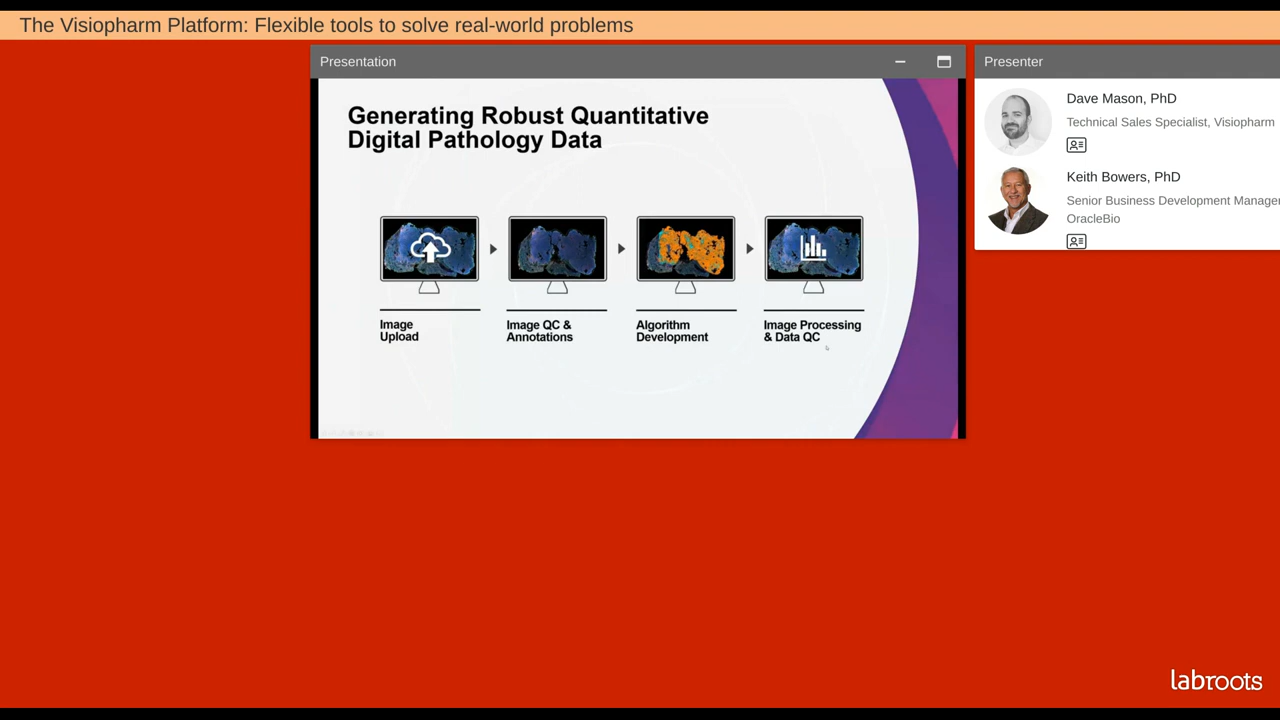 The Visiopharm Platform: Flexible tools to solve real-world problems
Presentation
Generating Robust Quantitative
Digital Pathology Data
Image
Upload
Image QC &
Annotations
Algorithm
Development
Image Processing
& Data QC
Presenter
Dave Mason, PhD
Technical Sales Specialist, Visiopharm
Keith Bowers, PhD
Senior Business Development Manager
OracleBio
labroots